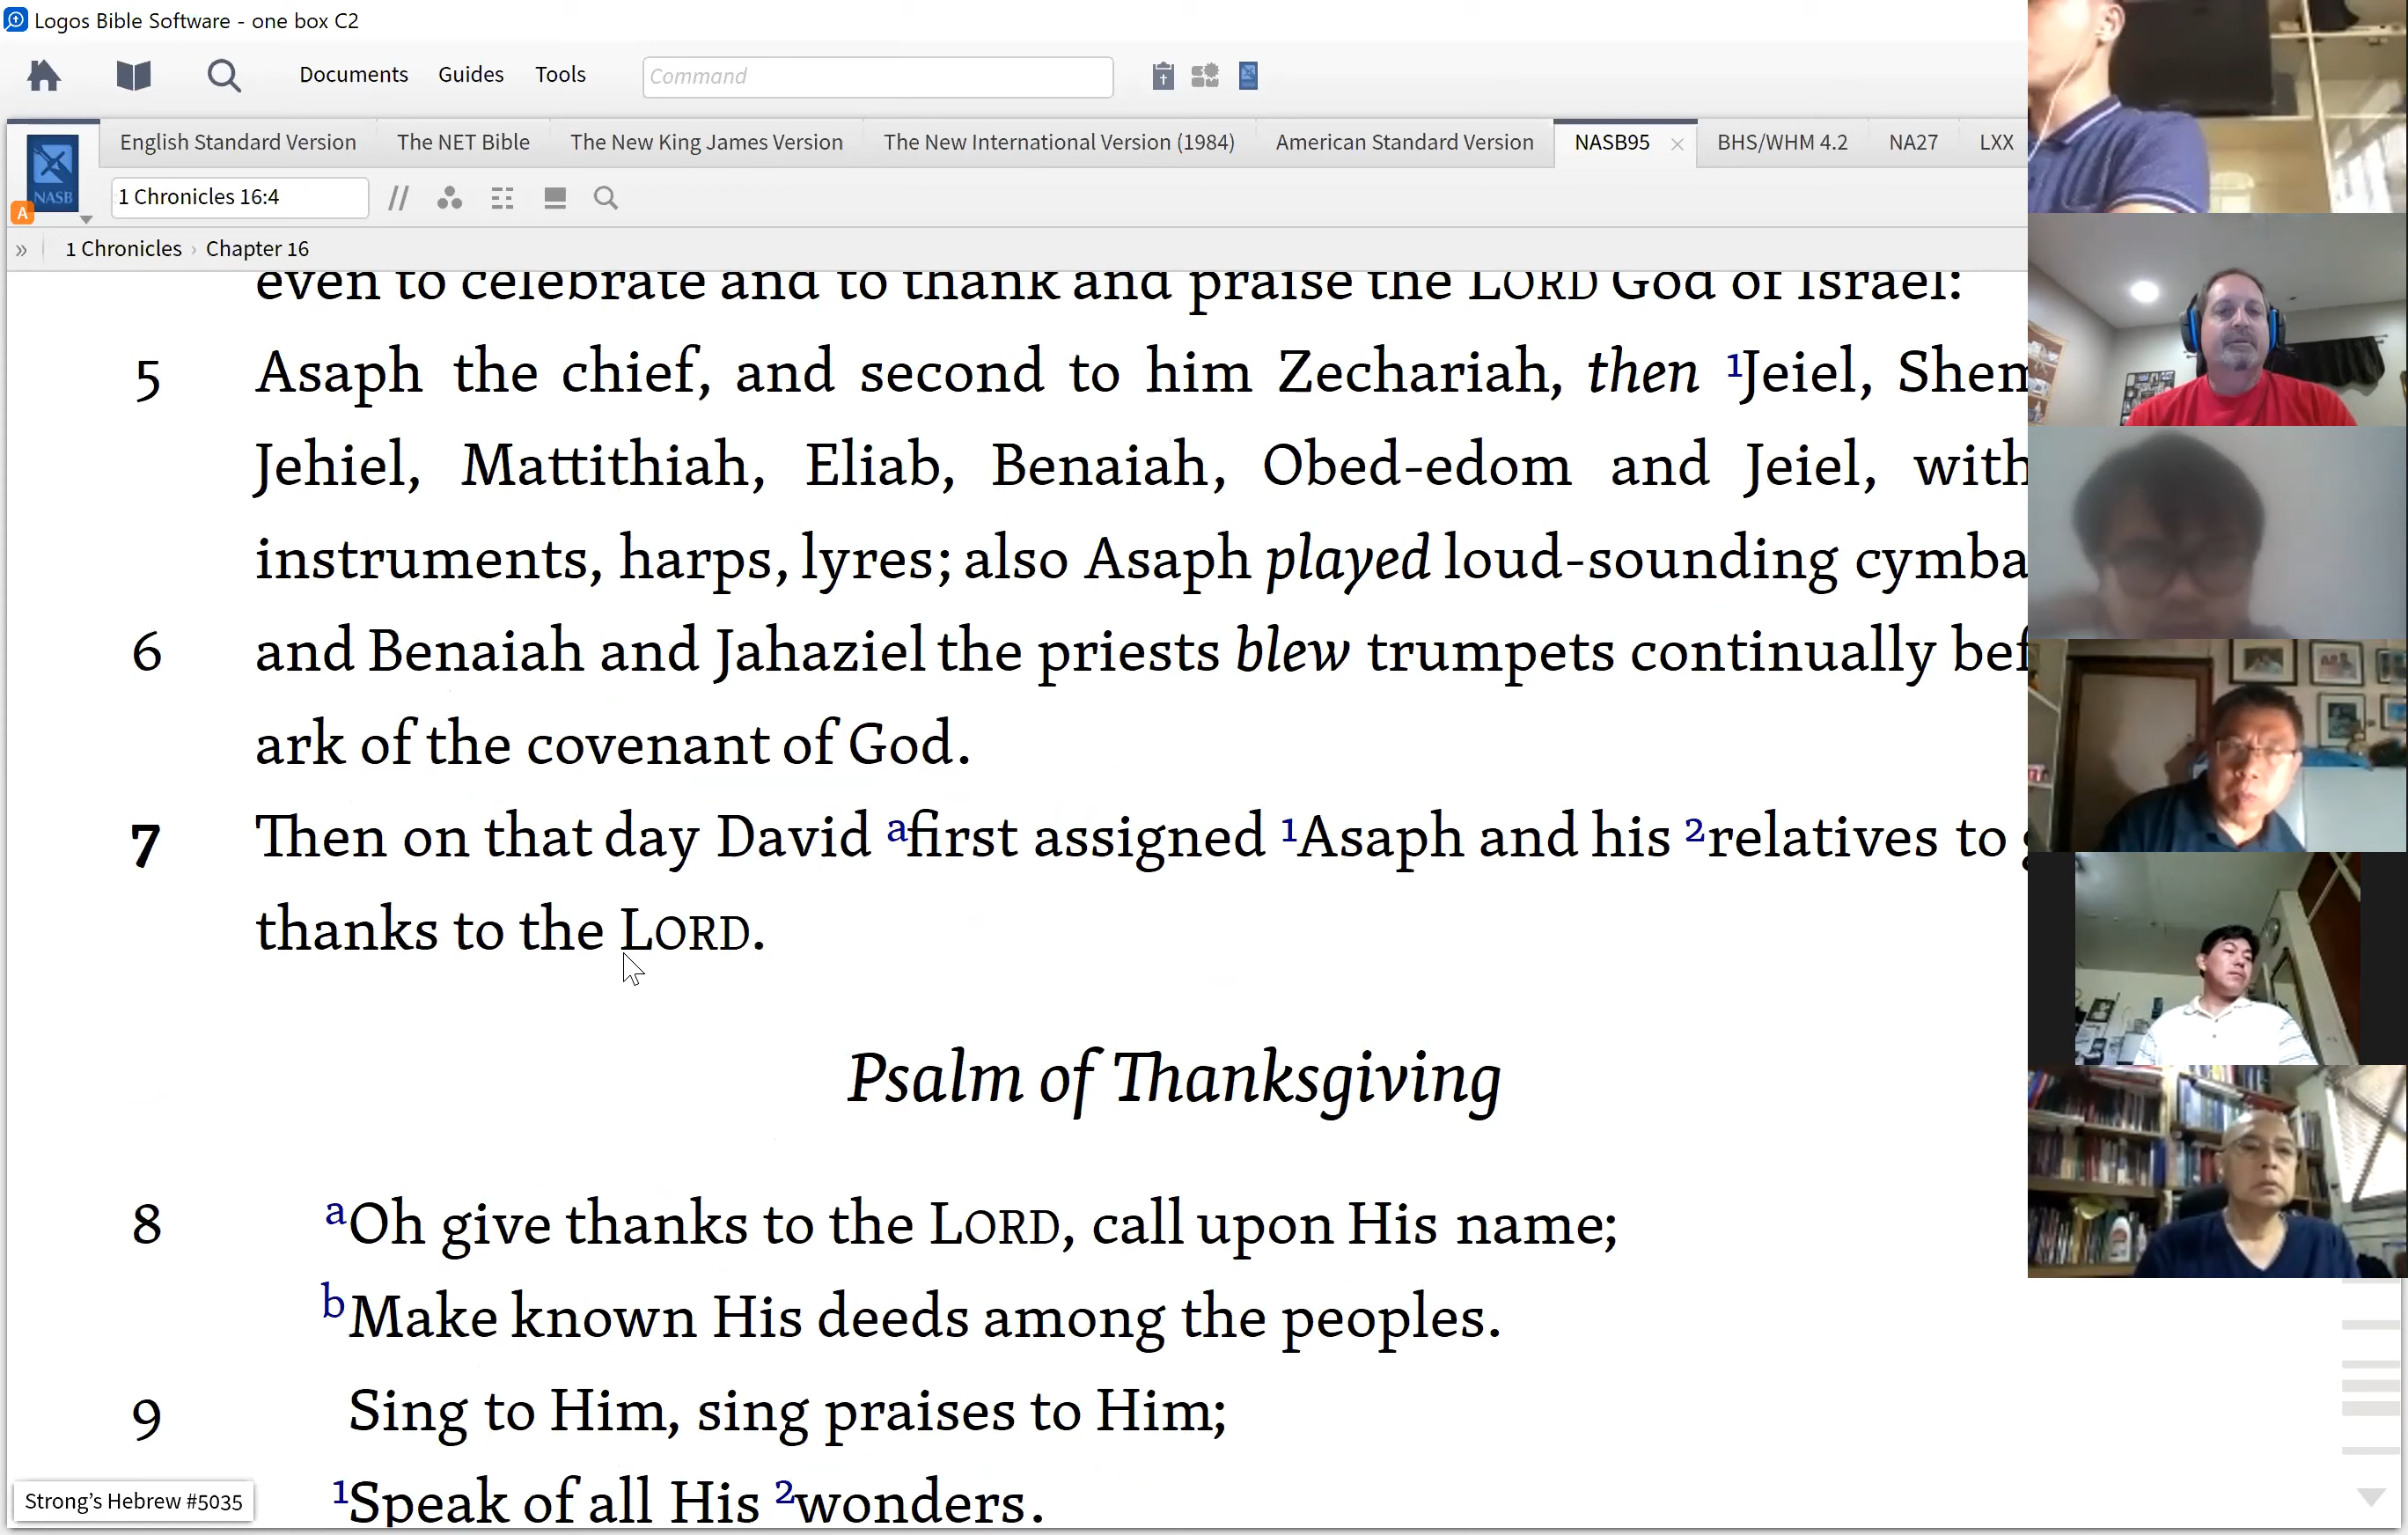 Logos Bible Software - one box C2
Documents Guides Tools Command
English Standard Version The NET Bible The New King James Version The New International Version (1984) American Standard Version NASB95 BHS/WHM 4.2 NA27 LXX
NASB
A
1 Chronicles 16:4
» 1 Chronicles › Chapter 16
even to celebrate and to thank and praise the LORD God of Israel:
5 Asaph the chief, and second to him Zechariah, then 1Jeiel, Shem
Jehiel, Mattithiah, Eliab, Benaiah, Obed-edom and Jeiel, with
instruments, harps, lyres; also Asaph played loud-sounding cymba
6 and Benaiah and Jahaziel the priests blew trumpets continually bef
ark of the covenant of God.
7 Then on that day David afirst assigned 1Asaph and his 2relatives to
thanks to the LORD.
Psalm of Thanksgiving
8 aOh give thanks to the LORD, call upon His name;
bMake known His deeds among the peoples.
9 Sing to Him, sing praises to Him;
1Speak of all His 2wonders.
Strong's Hebrew #5035